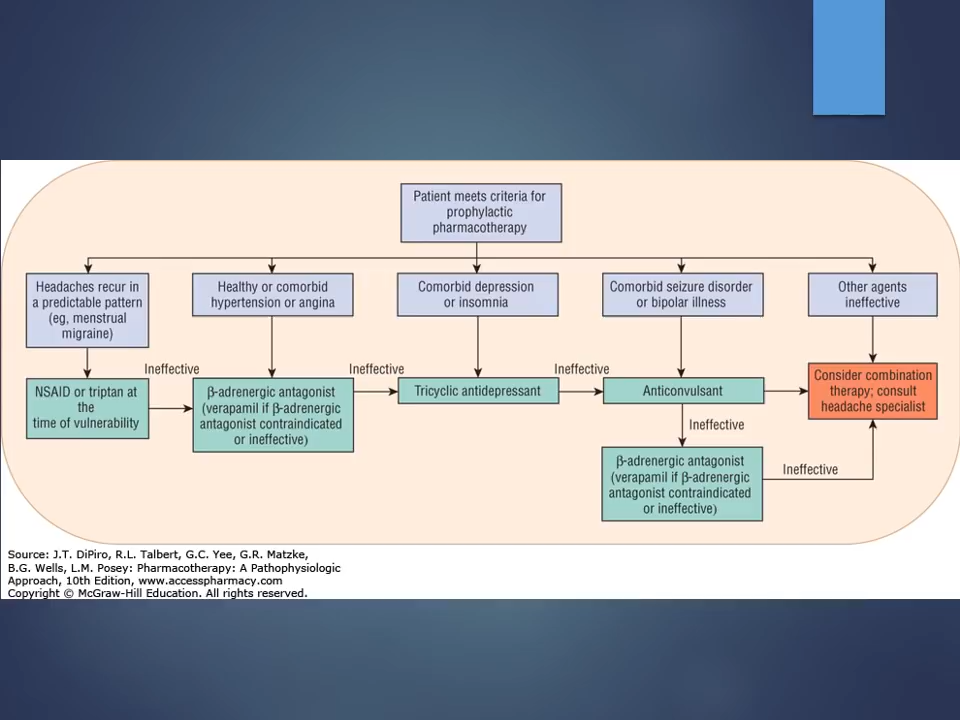 Patient meets criteria for
prophylactic
pharmacotherapy
Headaches recur in
a predictable pattern
(eg, menstrual
migraine)
Healthy or comorbid
hypertension or angina
Comorbid depression
or insomnia
Comorbid seizure disorder
or bipolar illness
Other agents
ineffective
NSAID or triptan at
the
time of vulnerability
Ineffective
β-adrenergic antagonist
(verapamil if β-adrenergic
antagonist contraindicated
or ineffective)
Ineffective
Tricyclic antidepressant
Ineffective
Anticonvulsant
Consider combination
therapy; consult
headache specialist
Ineffective
β-adrenergic antagonist
(verapamil if β-adrenergic
antagonist contraindicated
or ineffective)
Ineffective
Source: J.T. DiPiro, R.L. Talbert, G.C. Yee, G.R. Matzke,
B.G. Wells, L.M. Posey: Pharmacotherapy: A Pathophysiologic
Approach, 10th Edition, www.accesspharmacy.com
Copyright © McGraw-Hill Education. All rights reserved.